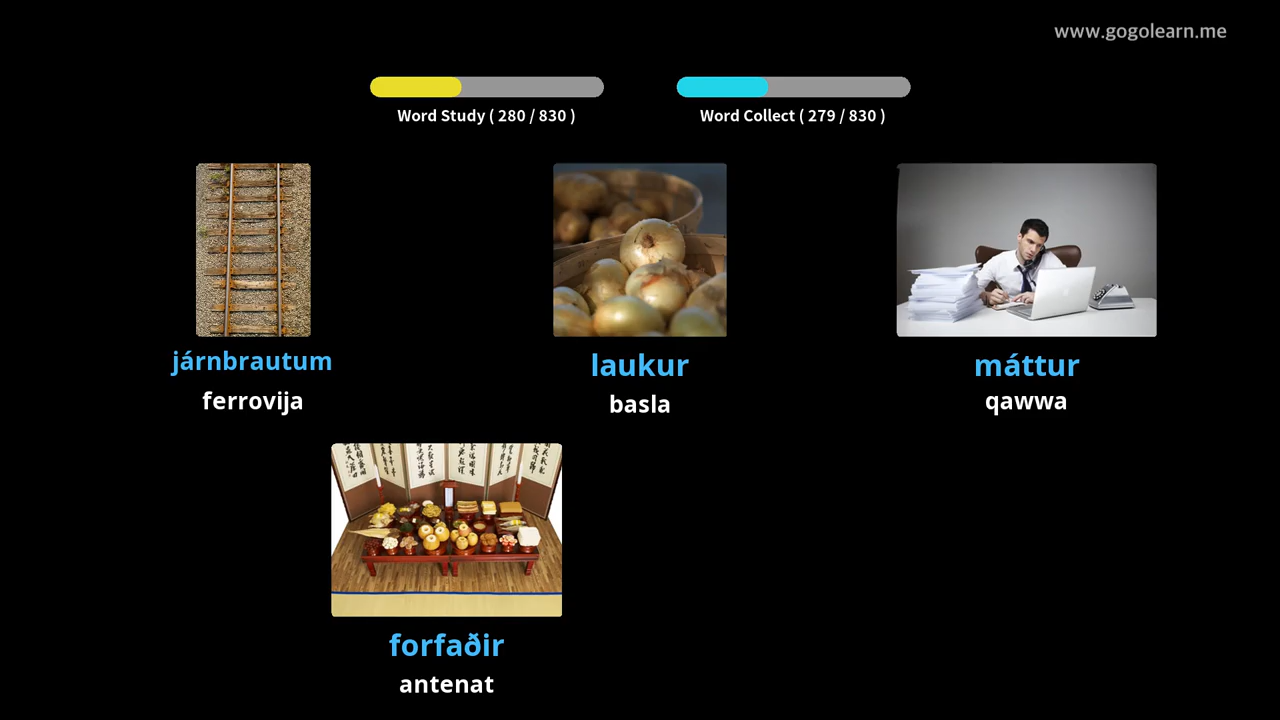 www.gogolearn.me
Word Study ( 280 / 830 )
Word Collect ( 279 / 830 )
járnbrautum
ferrovija
laukur
basla
máttur
qawwa
forfaðir
antenat